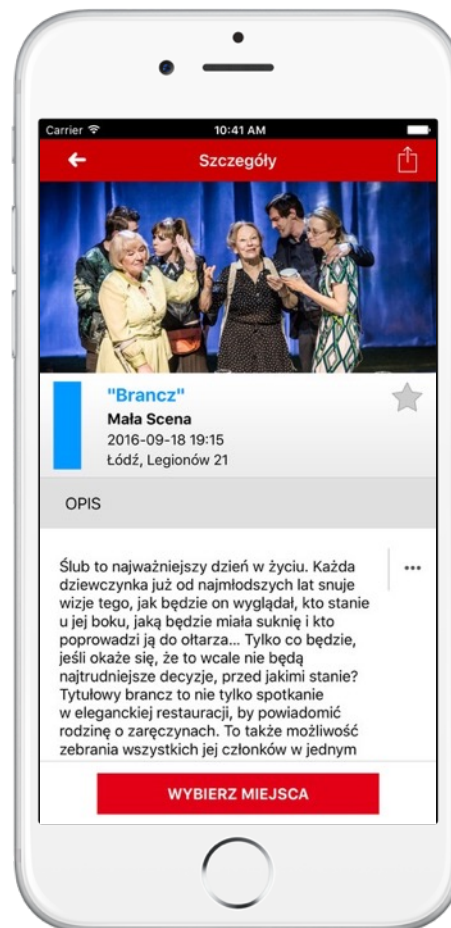 Carrier 10:41 AM
Szczegóły
"Brancz"
Mała Scena
2016-09-18 19:15
Łódź, Legionów 21
OPIS
Ślub to najważniejszy dzień w życiu. Każda
dziewczynka już od najmłodszych lat snuje
wizje tego, jak będzie on wyglądał, kto stanie
u jej boku, jaką będzie miała suknię i kto
poprowadzi ją do ołtarza... Tylko co będzie,
jeśli okaże się, że to wcale nie będą
najtrudniejsze decyzje, przed jakimi stanie?
Tytułowy brancz to nie tylko spotkanie
w eleganckiej restauracji, by powiadomić
rodzinę o zaręczynach. To także możliwość
zebrania wszystkich jej członków w jednym
WYBIERZ MIEJSCA